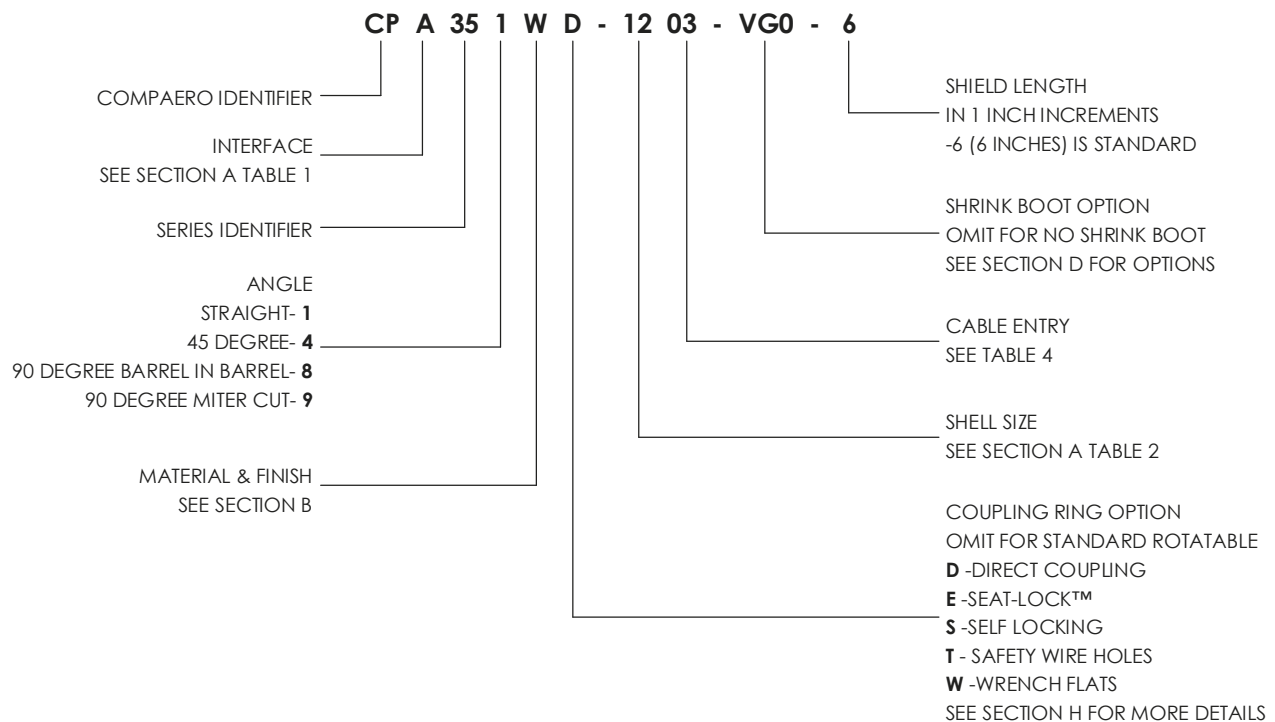 CP A 35 1 W D - 12 03 - VG0 - 6
COMPAERO IDENTIFIER
INTERFACE
SEE SECTION A TABLE 1
SERIES IDENTIFIER
ANGLE
STRAIGHT- 1
45 DEGREE- 4
90 DEGREE BARREL IN BARREL- 8
90 DEGREE MITER CUT- 9
MATERIAL & FINISH
SEE SECTION B
SHIELD LENGTH
IN 1 INCH INCREMENTS
-6 (6 INCHES) IS STANDARD
SHRINK BOOT OPTION
OMIT FOR NO SHRINK BOOT
SEE SECTION D FOR OPTIONS
CABLE ENTRY
SEE TABLE 4
SHELL SIZE
SEE SECTION A TABLE 2
COUPLING RING OPTION
OMIT FOR STANDARD ROTATABLE
D -DIRECT COUPLING
E -SEAT-LOCK™
S -SELF LOCKING
T - SAFETY WIRE HOLES
W -WRENCH FLATS
SEE SECTION H FOR MORE DETAILS